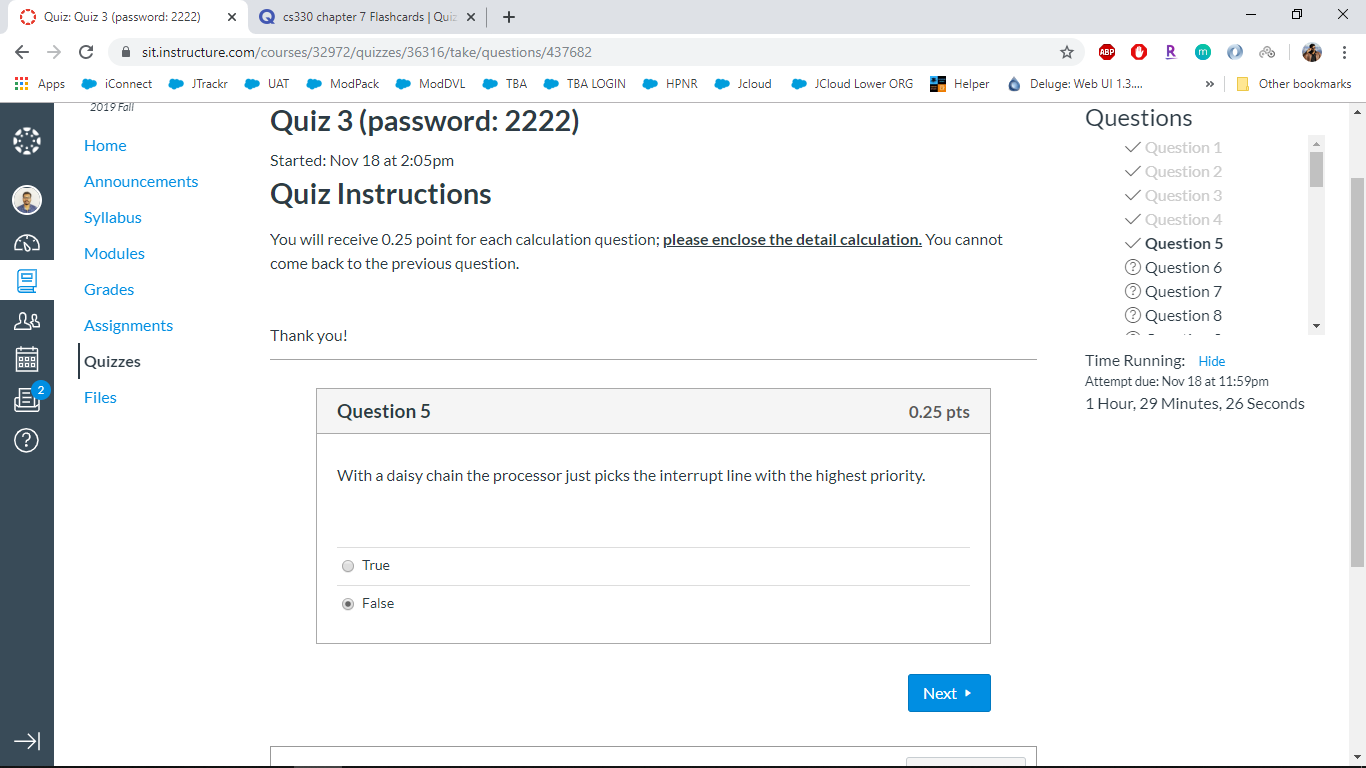 Quiz: Quiz 3 (password: 2222)
cs330 chapter 7 Flashcards | Quiz
sit.instructure.com/courses/32972/quizzes/36316/take/questions/437682
ABP
R
m
Apps
iConnect
JTrackr
UAT
ModPack
ModDVL
TBA
TBA LOGIN
HPNR
Jcloud
JCloud Lower ORG
Helper
Deluge: Web UI 1.3....
»
Other bookmarks
2019 Fall
Home
Announcements
Syllabus
Modules
Grades
Assignments
Quizzes
Files
2
Quiz 3 (password: 2222)
Started: Nov 18 at 2:05pm
Quiz Instructions
You will receive 0.25 point for each calculation question; please enclose the detail calculation. You cannot
come back to the previous question.
Thank you!
Question 5
0.25 pts
With a daisy chain the processor just picks the interrupt line with the highest priority.
True
False
Next
Questions
Question 1
Question 2
Question 3
Question 4
Question 5
Question 6
Question 7
Question 8
Time Running: Hide
Attempt due: Nov 18 at 11:59pm
1 Hour, 29 Minutes, 26 Seconds